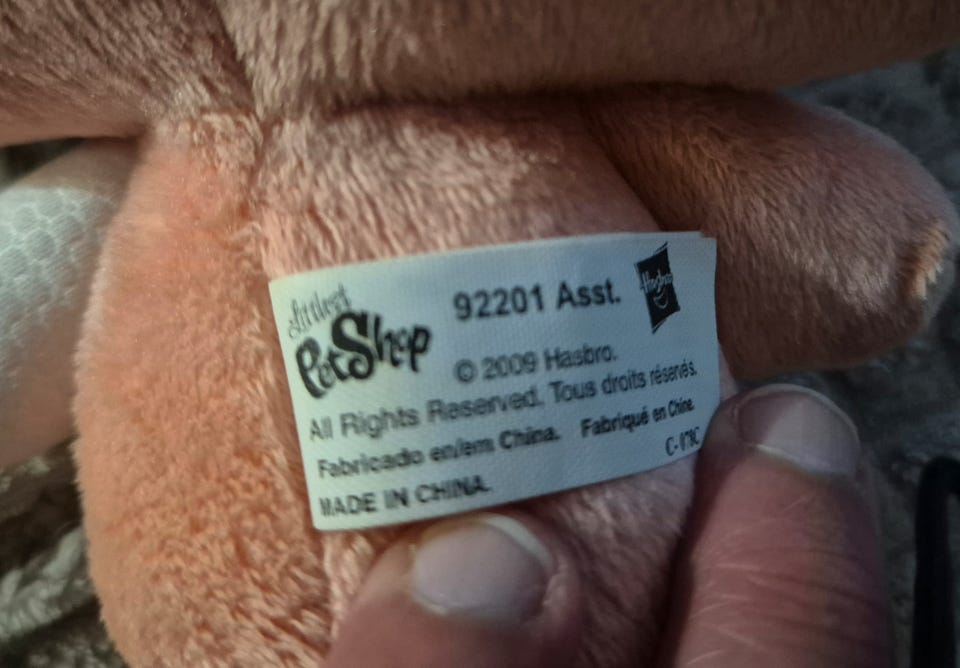 Littlest
PetShop
92201 Asst.
Hasbro
© 2009 Hasbro.
All Rights Reserved. Tous droits réservés.
Fabricado en/em China. Fabriqué en Chine.
MADE IN CHINA.